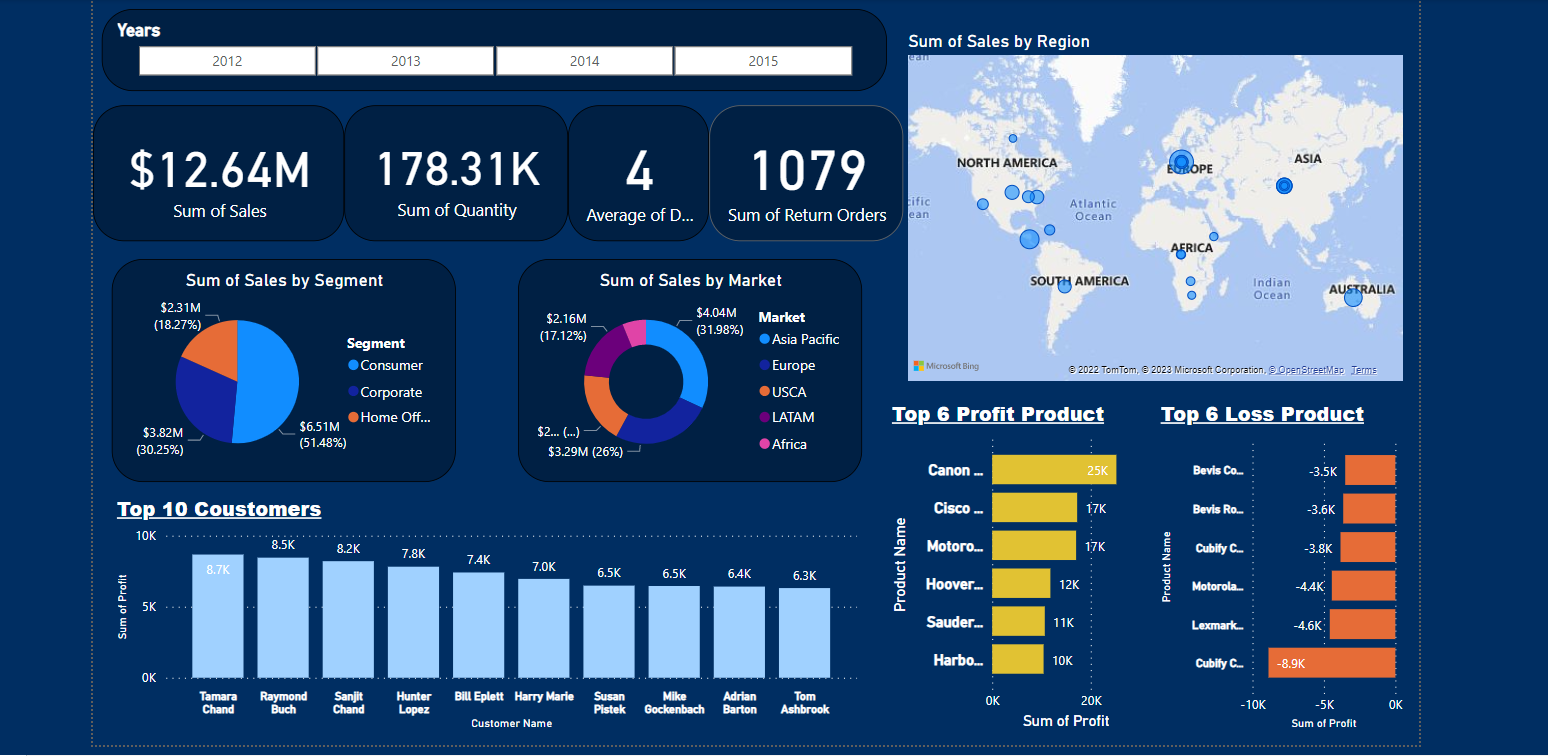 Years
2012
2013
2014
2015
$12.64M
Sum of Sales
178.31K
Sum of Quantity
4
Average of D...
1079
Sum of Return Orders
Sum of Sales by Region
ean
NORTH AMERICA
EUROPE
ASIA
cific
ean
Atlantic
Ocean
AFRICA
SOUTH AMERICA
Indian
Ocean
AUSTRALIA
Microsoft Bing
© 2022 TomTom, © 2023 Microsoft Corporation, © OpenStreetMap Terms
Sum of Sales by Segment
$2.31M
(18.27%)
$3.82M
(30.25%)
$6.51M
(51.48%)
Segment
Consumer
Corporate
Home Off...
Sum of Sales by Market
$2.16M
(17.12%)
$4.04M
(31.98%)
$2... (...)
$3.29M (26%)
Market
Asia Pacific
Europe
USCA
LATAM
Africa
Top 10 Coustomers
Sum of Profit
10K
5K
0K
8.7K
8.5K
8.2K
7.8K
7.4K
7.0K
6.5K
6.5K
6.4K
6.3K
Tamara
Chand
Raymond
Buch
Sanjit
Chand
Hunter
Lopez
Bill Eplett
Harry Marie
Susan
Pistek
Mike
Gockenbach
Adrian
Barton
Tom
Ashbrook
Customer Name
Top 6 Profit Product
Product Name
Canon ...
25K
Cisco ...
17K
Motoro...
17K
Hoover...
12K
Sauder...
11K
Harbo...
10K
0K
20K
Sum of Profit
Top 6 Loss Product
Product Name
Bevis Co...
-3.5K
Bevis Ro...
-3.6K
Cubify C...
-3.8K
Motorola...
-4.4K
Lexmark...
-4.6K
Cubify C...
-8.9K
-10K
-5K
0K
Sum of Profit